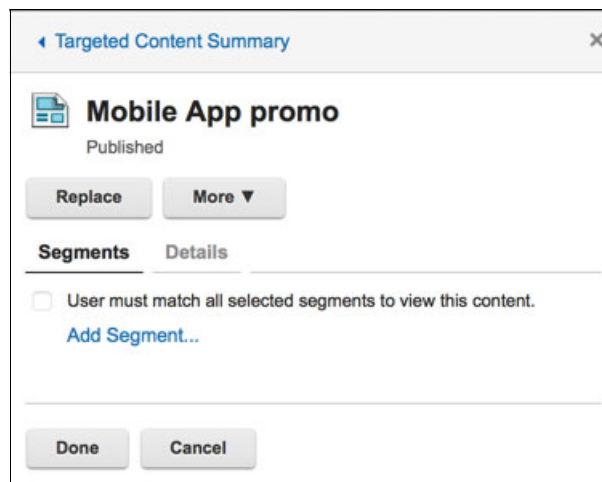 Targeted Content Summary
Mobile App promo
Published
Replace More ▼
Segments Details
User must match all selected segments to view this content.
Add Segment...
Done Cancel